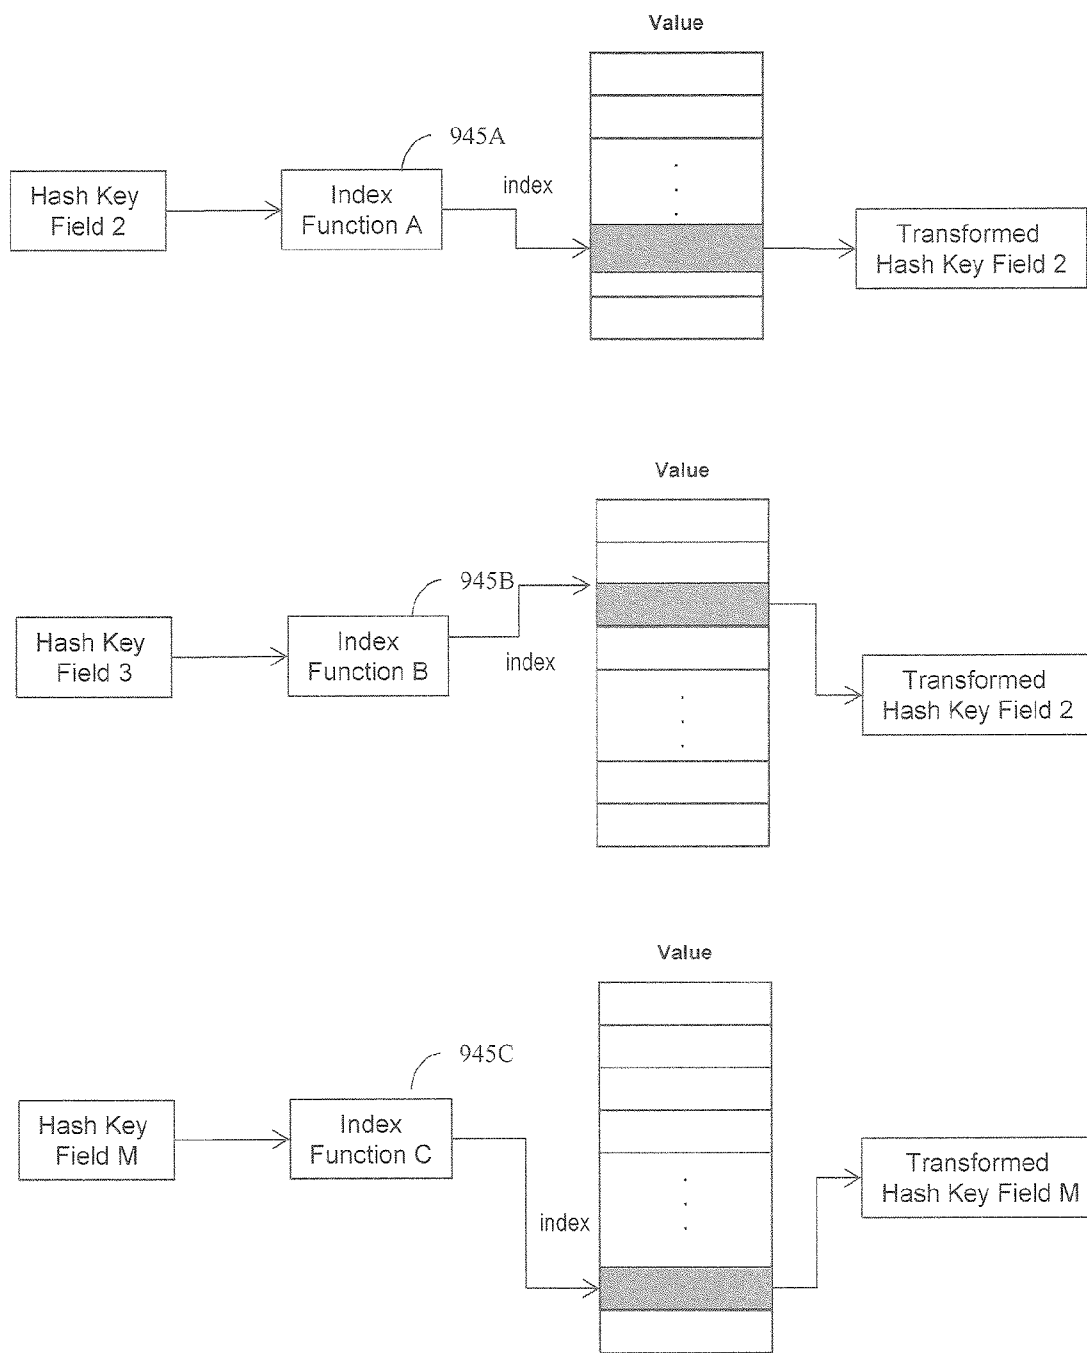 Value
945A
Hash Key
Field 2
Index
Function A
index
Transformed
Hash Key Field 2
Value
945B
Hash Key
Field 3
Index
Function B
index
Transformed
Hash Key Field 2
Value
945C
Hash Key
Field M
Index
Function C
index
Transformed
Hash Key Field M